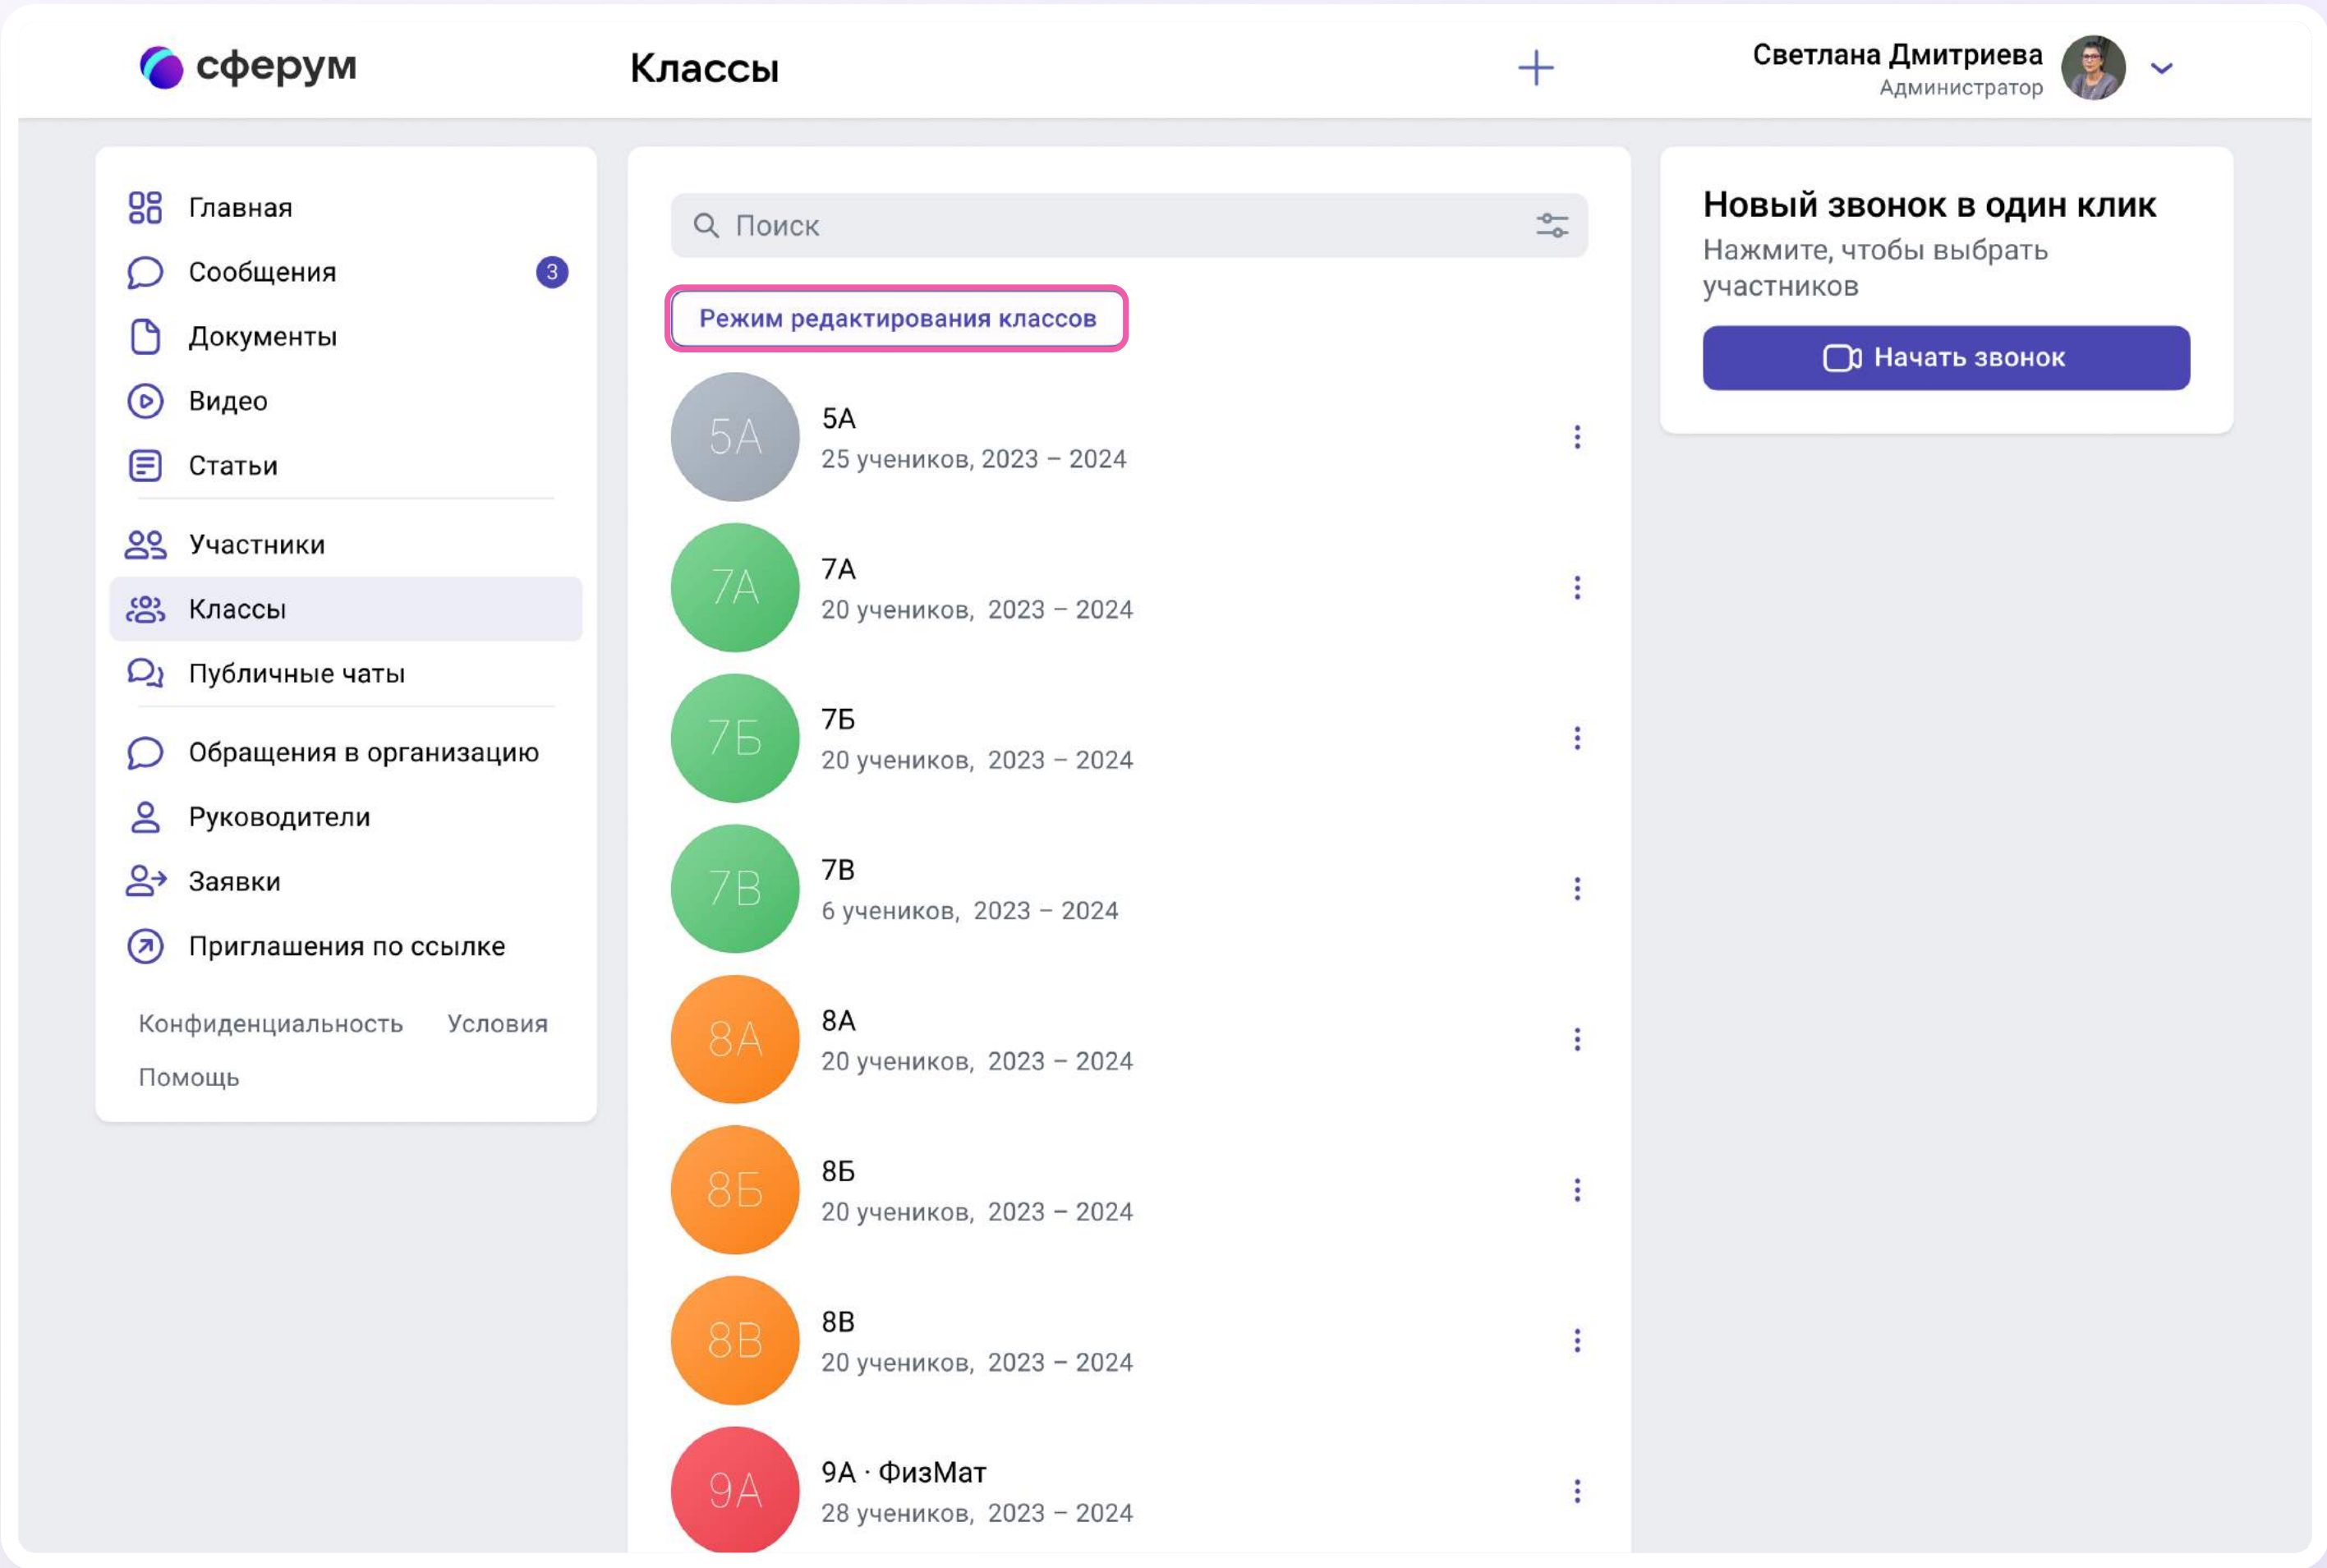 сферум
Классы
Светлана Дмитриева
Администратор
Главная
Сообщения
3
Документы
Видео
Статьи
Участники
Классы
Публичные чаты
Обращения в организацию
Руководители
Заявки
Приглашения по ссылке
Конфиденциальность Условия
Помощь
Поиск
Режим редактирования классов
5А
5А
25 учеников, 2023 – 2024
7А
7А
20 учеников, 2023 – 2024
7Б
7Б
20 учеников, 2023 – 2024
7В
7В
6 учеников, 2023 – 2024
8А
8А
20 учеников, 2023 – 2024
8Б
8Б
20 учеников, 2023 – 2024
8В
8В
20 учеников, 2023 – 2024
9А
9А · ФизМат
28 учеников, 2023 – 2024
Новый звонок в один клик
Нажмите, чтобы выбрать
участников
Начать звонок